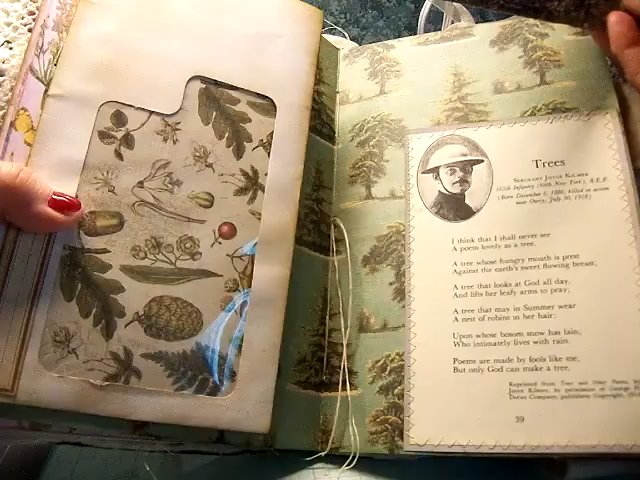 Trees
Sergeant Joyce Kilmer
165th Infantry (69th New York), A.E.F.
(Born December 6, 1886; killed in action
near Ourcy, July 30, 1918)
I think that I shall never see
A poem lovely as a tree.
A tree whose hungry mouth is prest
Against the earth's sweet flowing breast;
A tree that looks at God all day,
And lifts her leafy arms to pray;
A tree that may in Summer wear
A nest of robins in her hair;
Upon whose bosom snow has lain;
Who intimately lives with rain.
Poems are made by fools like me,
But only God can make a tree.
Reprinted from Trees and Other Poems, by
Joyce Kilmer, by permission of George H.
Doran Company, publishers. Copyright,
39